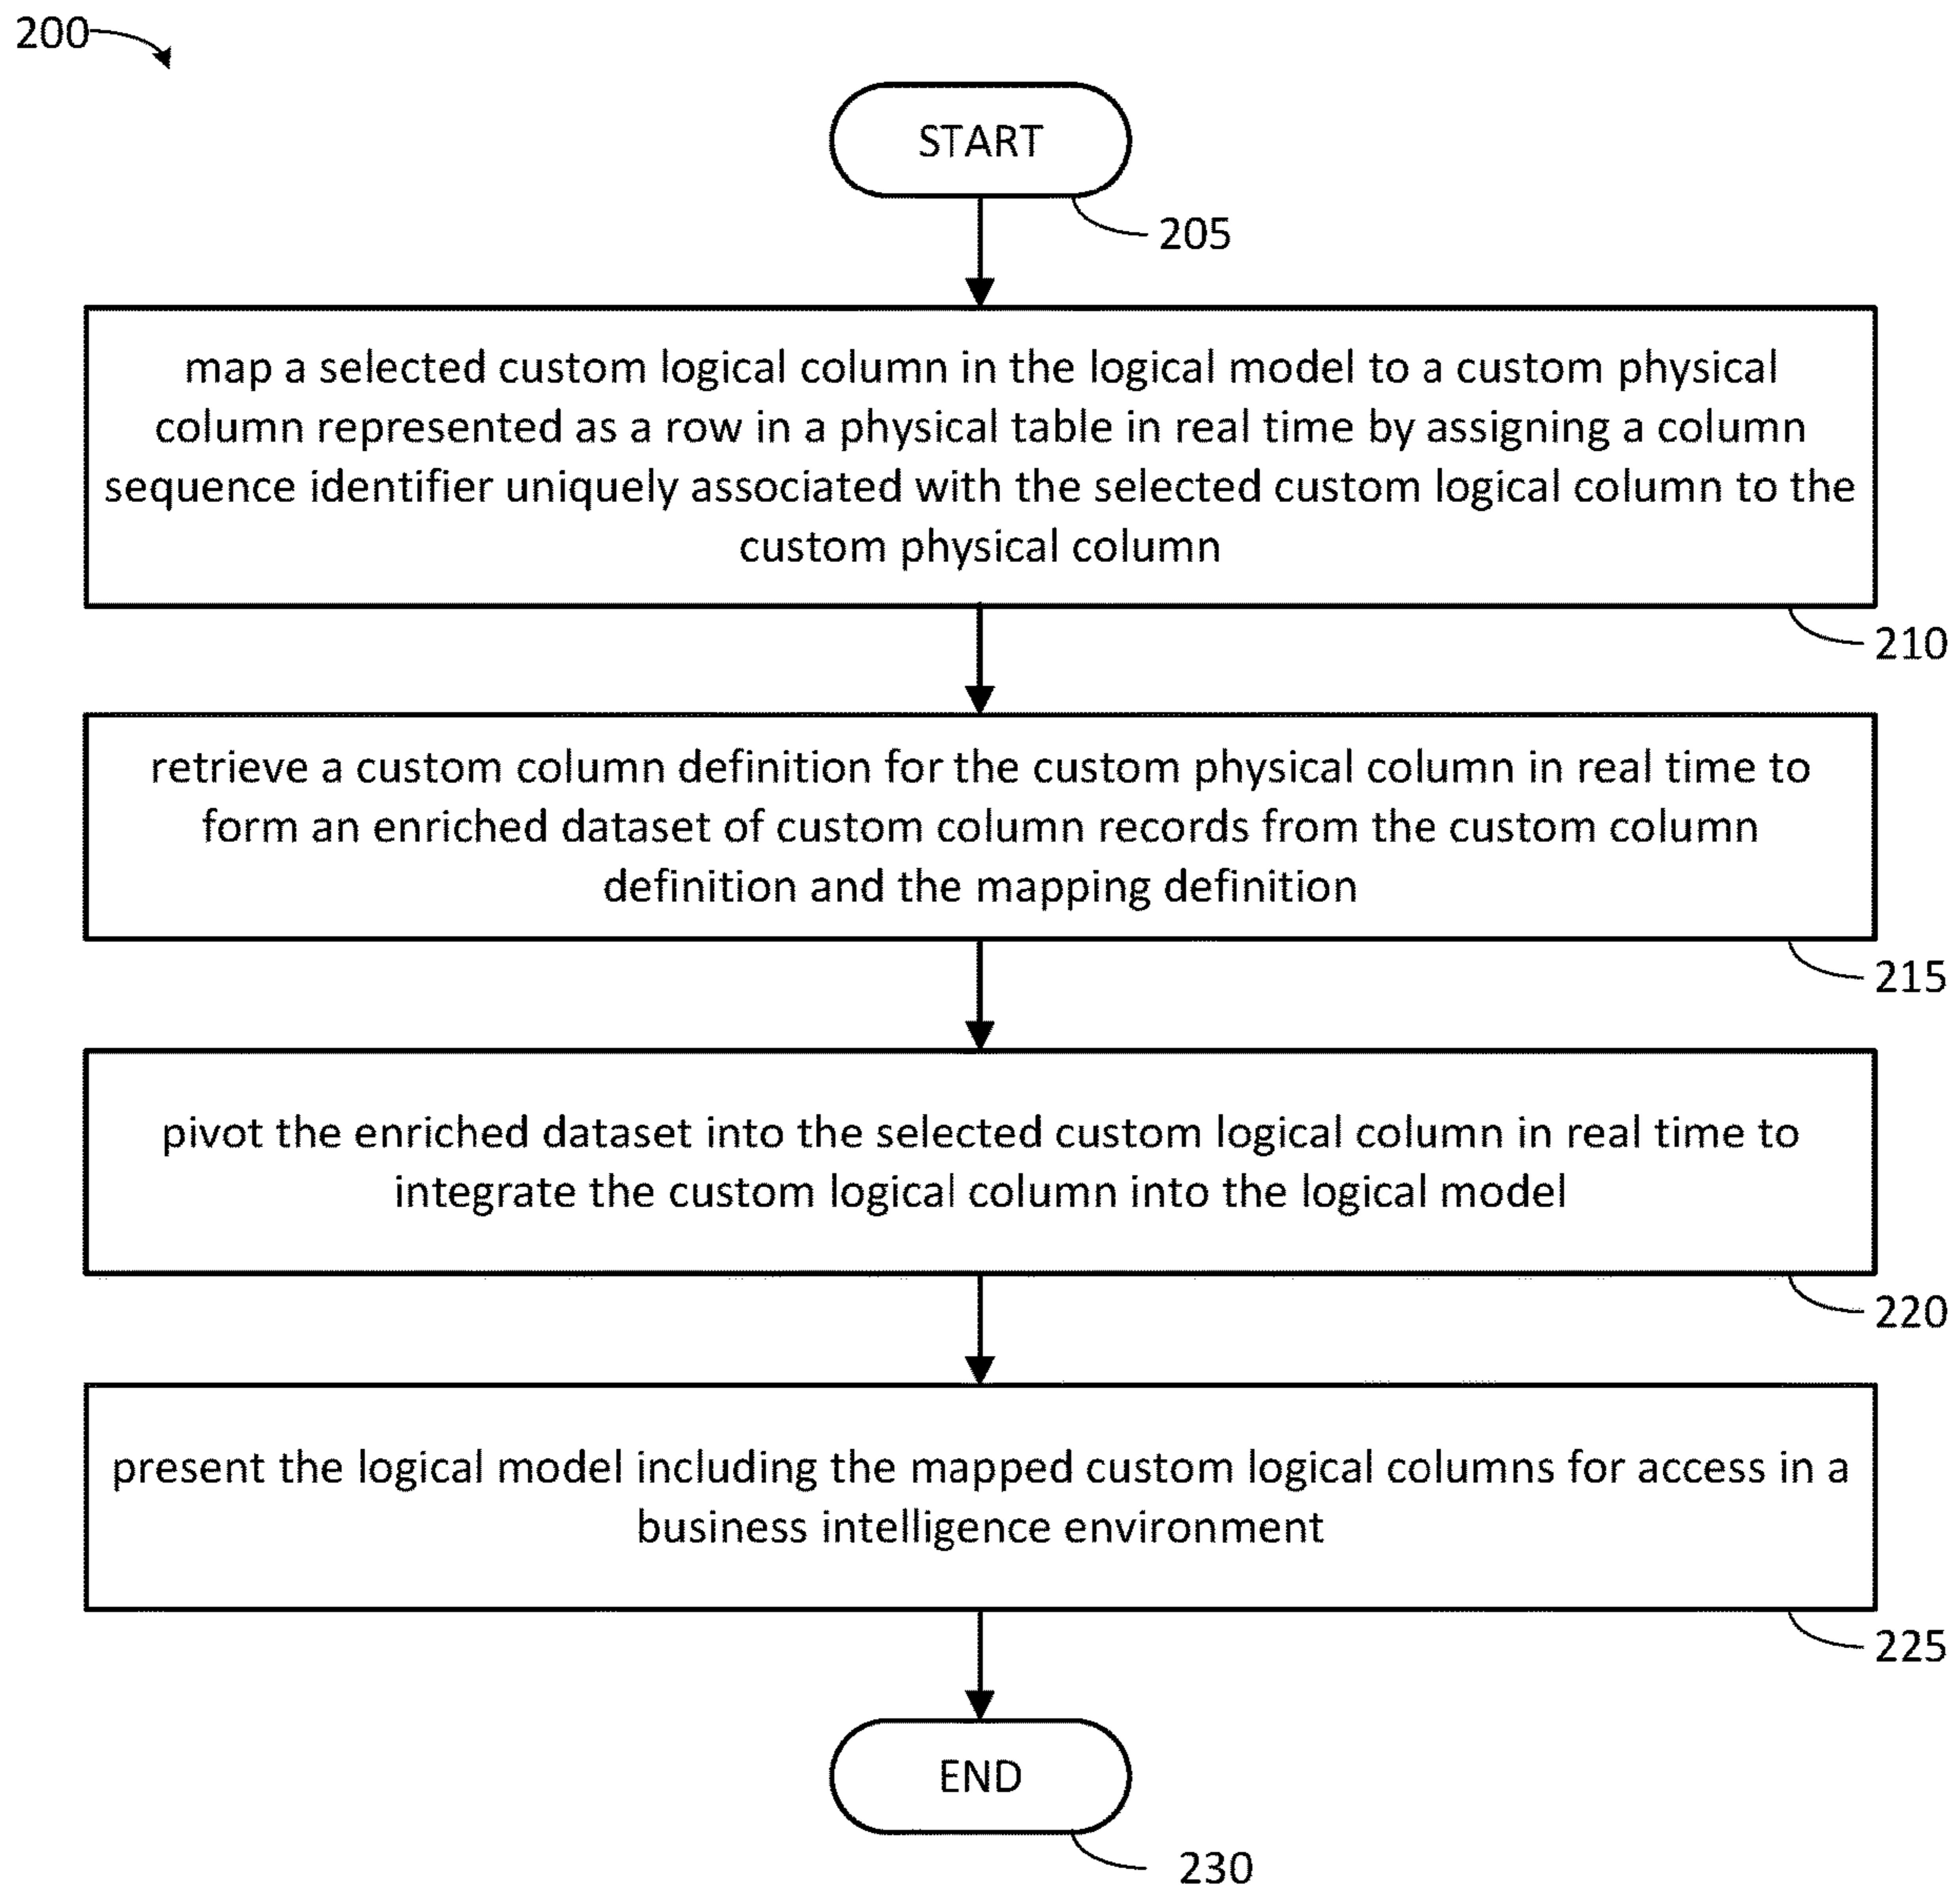 200
START
205
map a selected custom logical column in the logical model to a custom physical
column represented as a row in a physical table in real time by assigning a column
sequence identifier uniquely associated with the selected custom logical column to the
custom physical column
210
retrieve a custom column definition for the custom physical column in real time to
form an enriched dataset of custom column records from the custom column
definition and the mapping definition
215
pivot the enriched dataset into the selected custom logical column in real time to
integrate the custom logical column into the logical model
220
present the logical model including the mapped custom logical columns for access in a
business intelligence environment
225
END
230